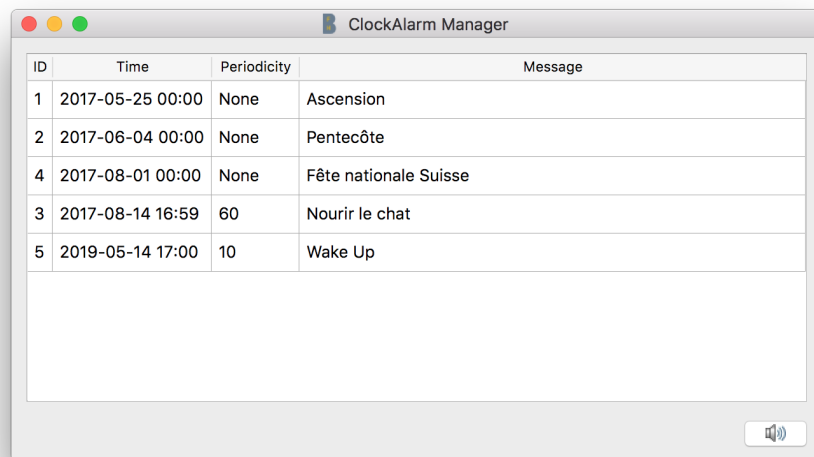 ClockAlarm Manager
ID Time Periodicity Message
1 2017-05-25 00:00 None Ascension
2 2017-06-04 00:00 None Pentecôte
4 2017-08-01 00:00 None Fête nationale Suisse
3 2017-08-14 16:59 60 Nourir le chat
5 2019-05-14 17:00 10 Wake Up